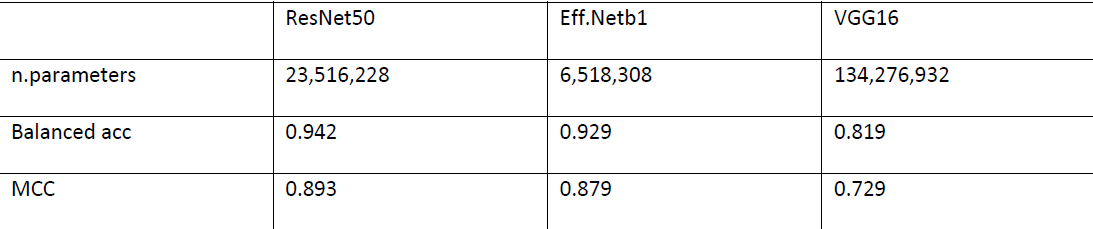 ResNet50 Eff.Netb1 VGG16
n.parameters 23,516,228 6,518,308 134,276,932
Balanced acc 0.942 0.929 0.819
MCC 0.893 0.879 0.729